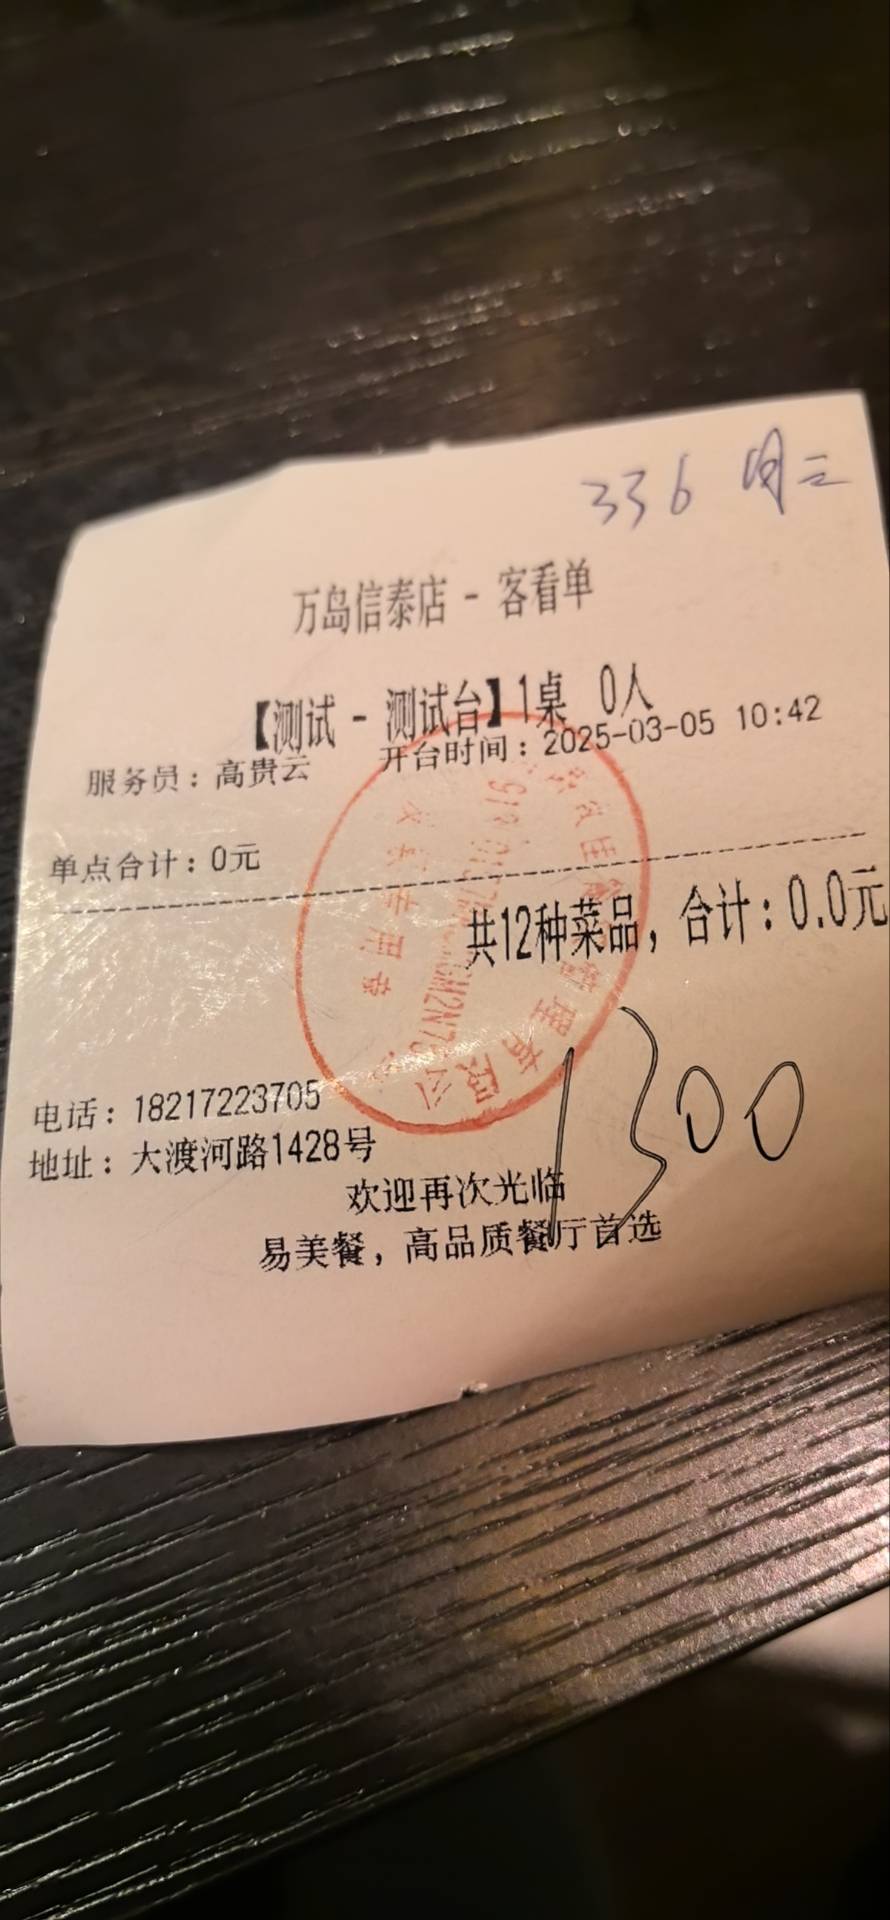 336 周三
万岛信泰店 - 客看单
【测试 - 测试台】1桌 0人
服务员：高贵云 开台时间：2025-03-05 10:42
单点合计：0元
共12种菜品，合计：0.0元
1300
电话：18217223705
地址：大渡河路1428号
欢迎再次光临
易美餐，高品质餐厅首选